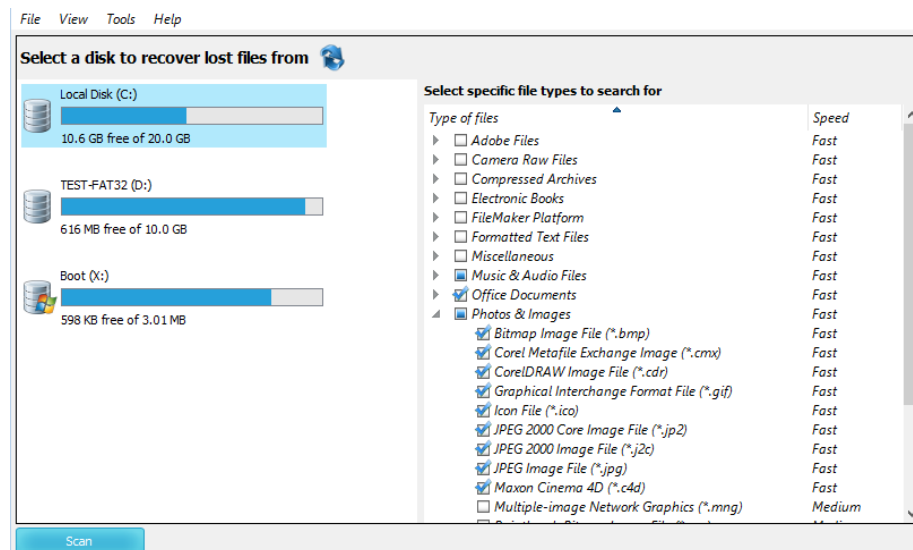 File View Tools Help
Select a disk to recover lost files from
Local Disk (C:)
10.6 GB free of 20.0 GB
TEST-FAT32 (D:)
616 MB free of 10.0 GB
Boot (X:)
598 KB free of 3.01 MB
Select specific file types to search for
Type of files Speed
Adobe Files Fast
Camera Raw Files Fast
Compressed Archives Fast
Electronic Books Fast
FileMaker Platform Fast
Formatted Text Files Fast
Miscellaneous Fast
Music & Audio Files Fast
Office Documents Fast
Photos & Images Fast
Bitmap Image File (*.bmp) Fast
Corel Metafile Exchange Image (*.cmx) Fast
CorelDRAW Image File (*.cdr) Fast
Graphical Interchange Format File (*.gif) Fast
Icon File (*.ico) Fast
JPEG 2000 Core Image File (*.jp2) Fast
JPEG 2000 Image File (*.j2c) Fast
JPEG Image File (*.jpg) Fast
Maxon Cinema 4D (*.c4d) Fast
Multiple-image Network Graphics (*.mng) Medium
Scan